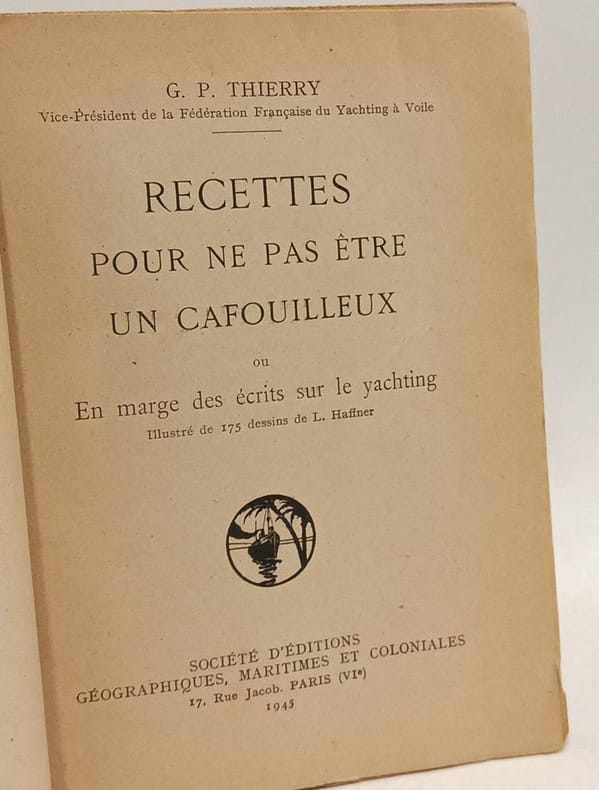 G. P. THIERRY
Vice-Président de la Fédération Française du Yachting à Voile
RECETTES
POUR NE PAS ÊTRE
UN CAFOUILLEUX
ou
En marge des écrits sur le yachting
Illustré de 175 dessins de L. Haffner
SOCIÉTÉ D'ÉDITIONS
GÉOGRAPHIQUES, MARITIMES ET COLONIALES
17, Rue Jacob. PARIS (VIe)
1945